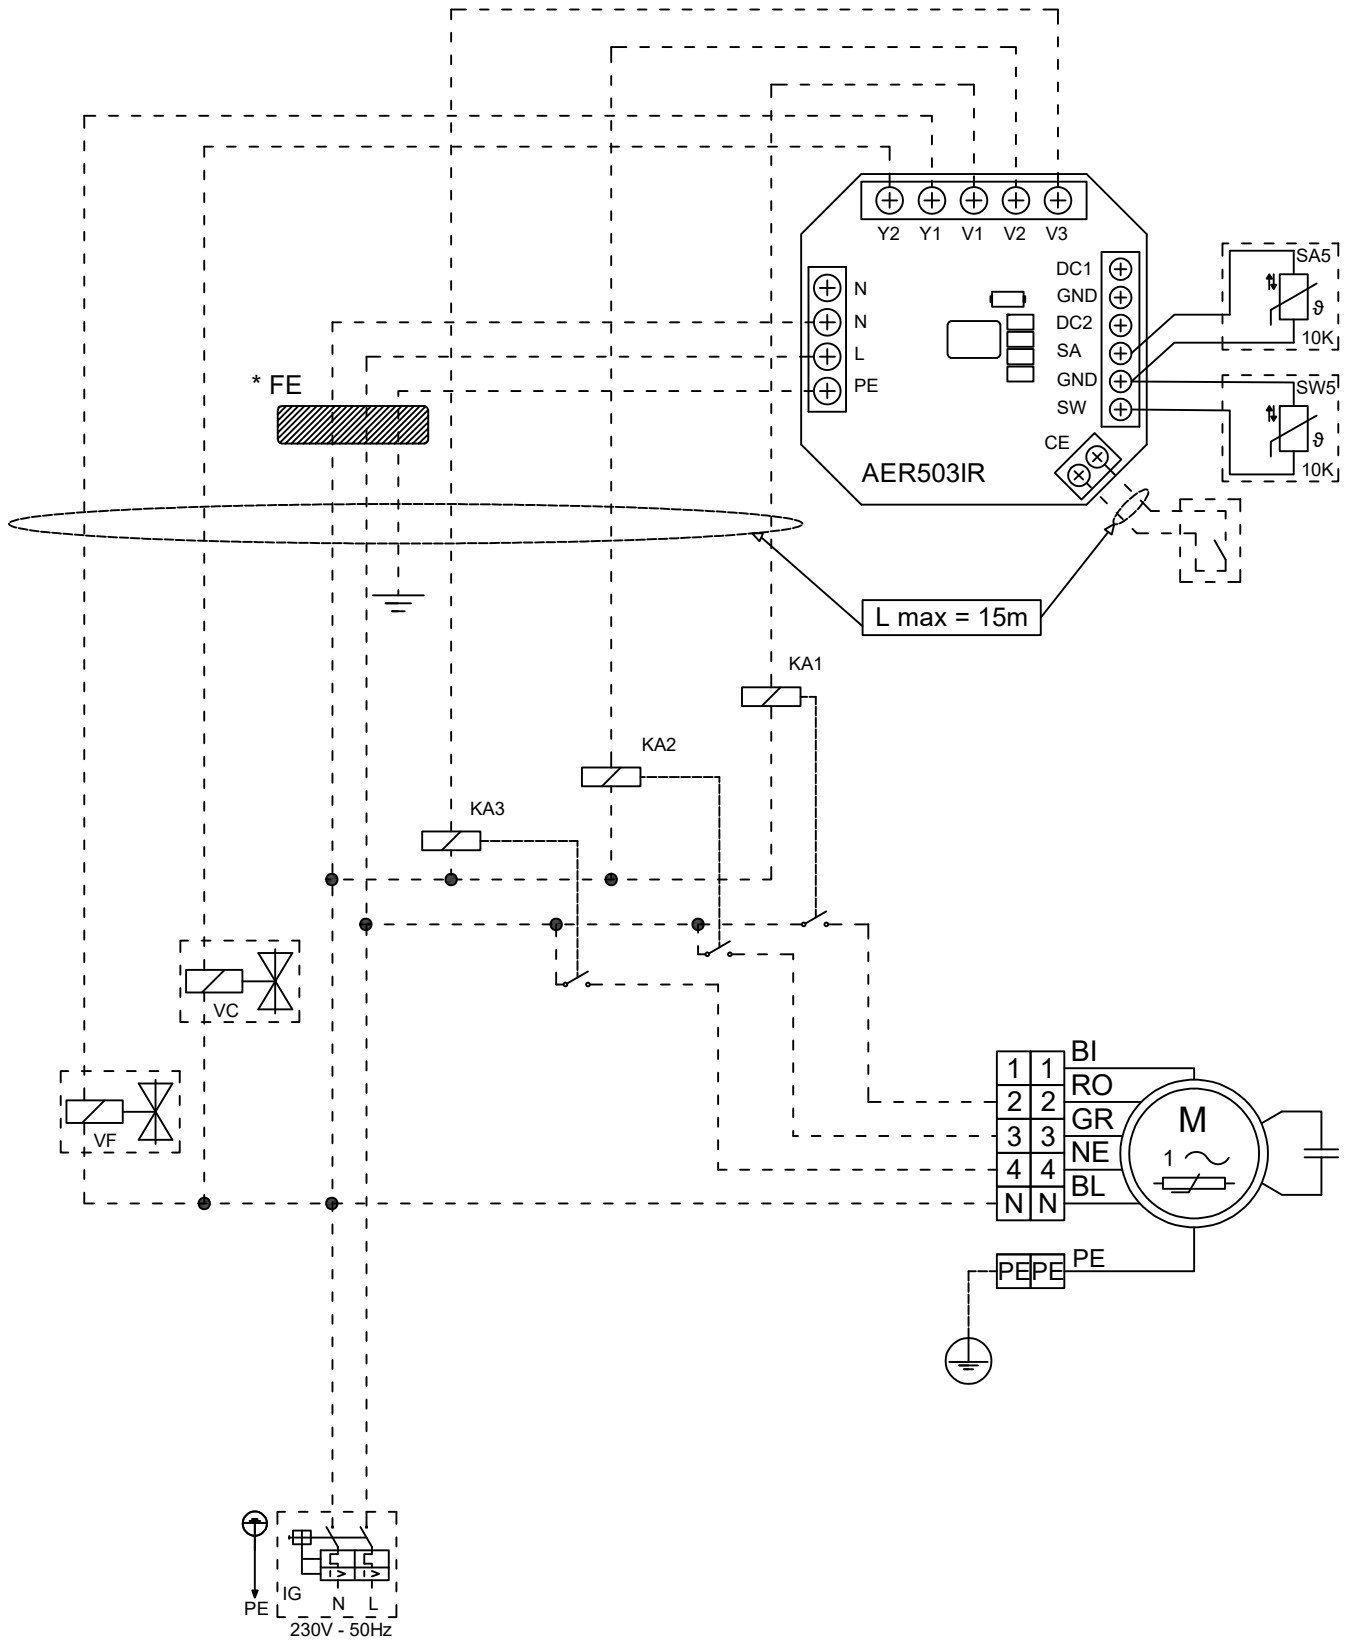 Y2 Y1 V1 V2 V3
DC1
GND
DC2
SA
GND
SW
N
N
L
PE
CE
AER503IR
SA5
ϑ
10K
SW5
ϑ
10K
* FE
L max = 15m
KA1
KA2
KA3
VC
VF
1 1 BI
2 2 RO
3 3 GR
4 4 NE
N N BL
PE PE PE
M
1
IG
I > I >
N L
PE
230V - 50Hz